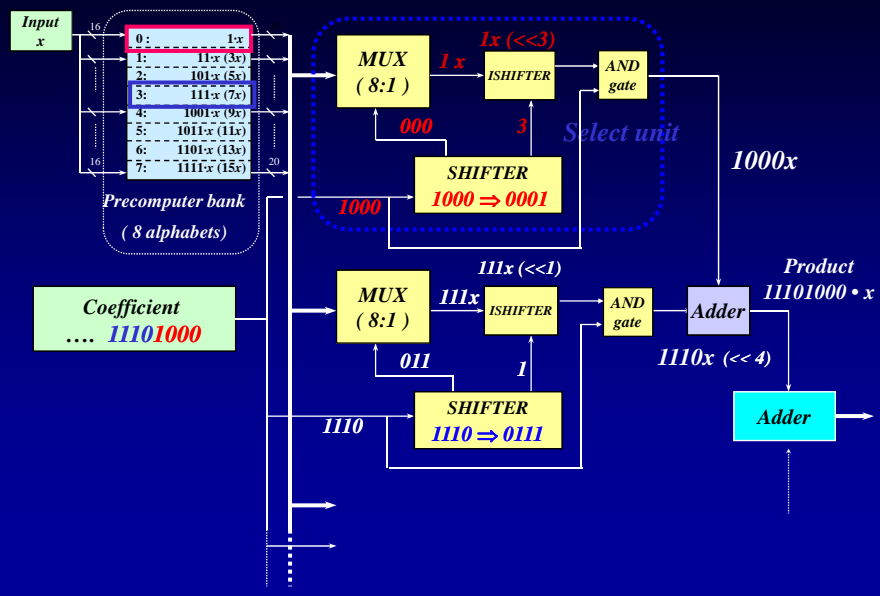 Input
x
16
0: 1·x
1: 11·x (3x)
2: 101·x (5x)
3: 111·x (7x)
4: 1001·x (9x)
5: 1011·x (11x)
6: 1101·x (13x)
7: 1111·x (15x)
16
20
Precomputer bank
( 8 alphabets)
MUX
( 8:1 )
1 x
1x (<<3)
ISHIFTER
AND
gate
000
3
Select unit
SHIFTER
1000 ⇒ 0001
1000
1000x
Coefficient
.... 11101000
MUX
( 8:1 )
111x
111x (<<1)
ISHIFTER
AND
gate
Adder
Product
11101000 • x
011
1
1110x (<< 4)
SHIFTER
1110 ⇒ 0111
1110
Adder